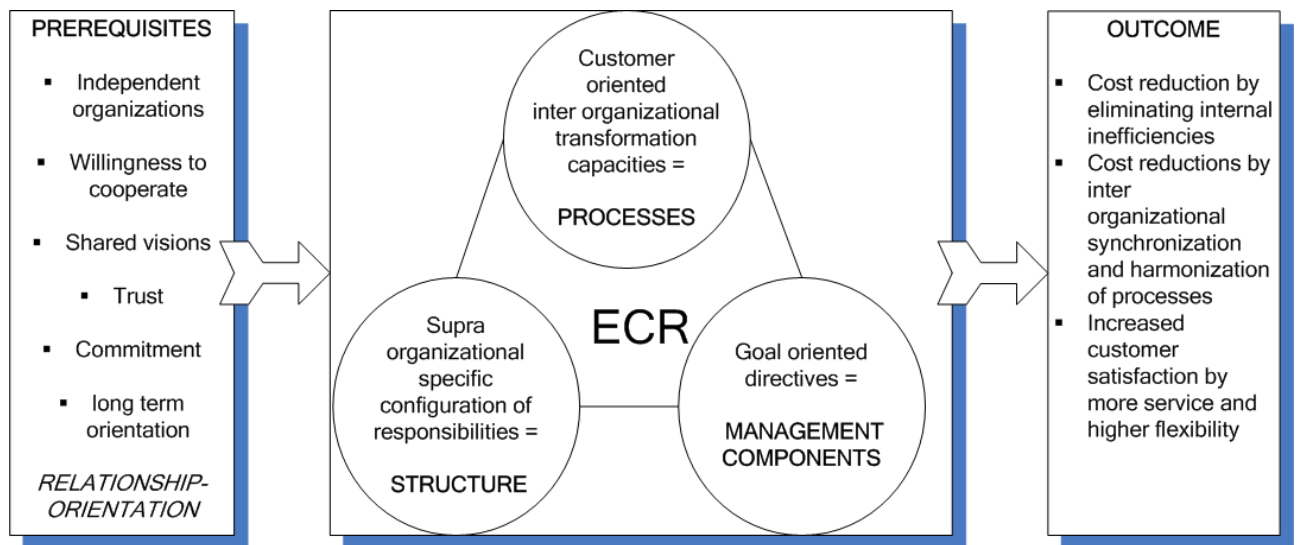 PREREQUISITES
▪ Independent
organizations
▪ Willingness to
cooperate
▪ Shared visions
▪ Trust
▪ Commitment
▪ long term
orientation
RELATIONSHIP-
ORIENTATION
Customer
oriented
inter organizational
transformation
capacities =
PROCESSES
ECR
Supra
organizational
specific
configuration of
responsibilities =
STRUCTURE
Goal oriented
directives =
MANAGEMENT
COMPONENTS
OUTCOME
▪ Cost reduction by
eliminating internal
inefficiencies
▪ Cost reductions by
inter
organizational
synchronization
and harmonization
of processes
▪ Increased
customer
satisfaction by
more service and
higher flexibility